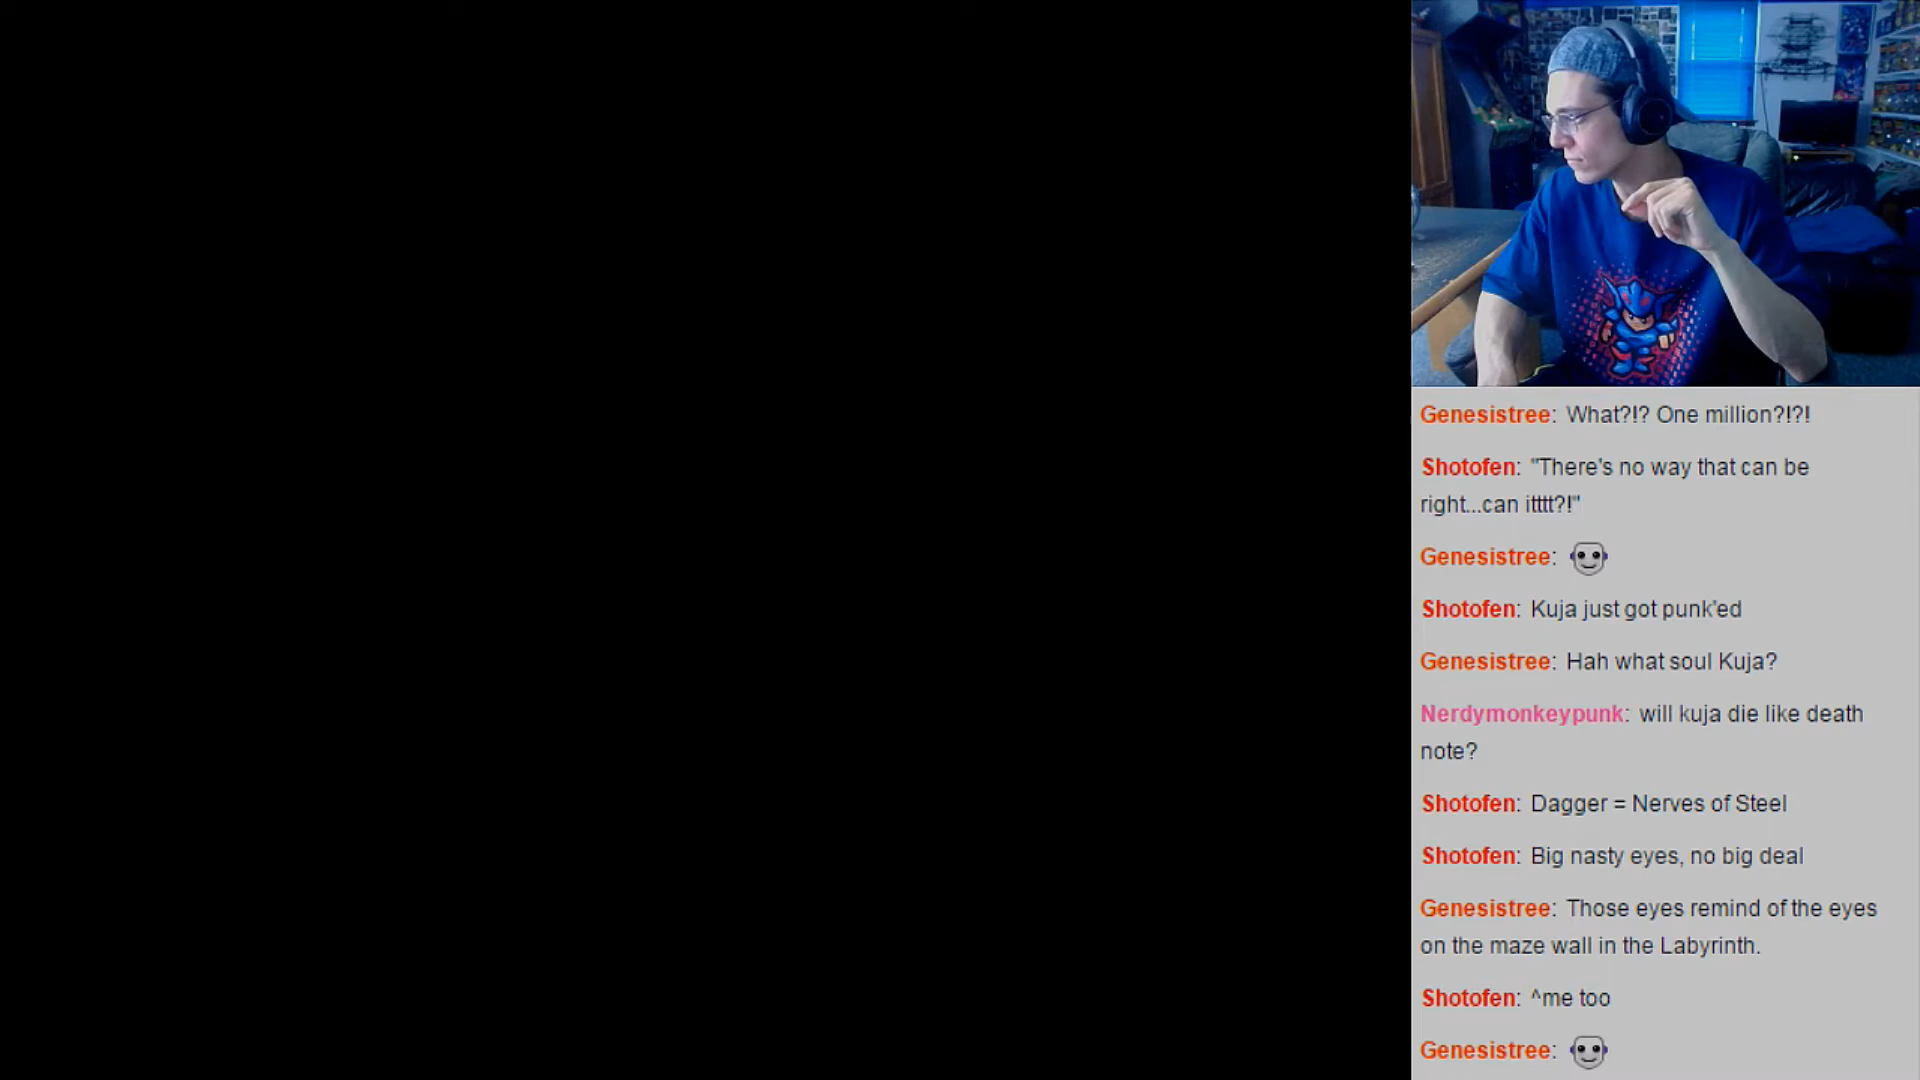 Genesistree: What?!? One million?!?!
Shotofen: "There's no way that can be
right...can itttt?!"
Genesistree:
Shotofen: Kuja just got punk'ed
Genesistree: Hah what soul Kuja?
Nerdymonkeypunk: will kuja die like death
note?
Shotofen: Dagger = Nerves of Steel
Shotofen: Big nasty eyes, no big deal
Genesistree: Those eyes remind of the eyes
on the maze wall in the Labyrinth.
Shotofen: ^me too
Genesistree: